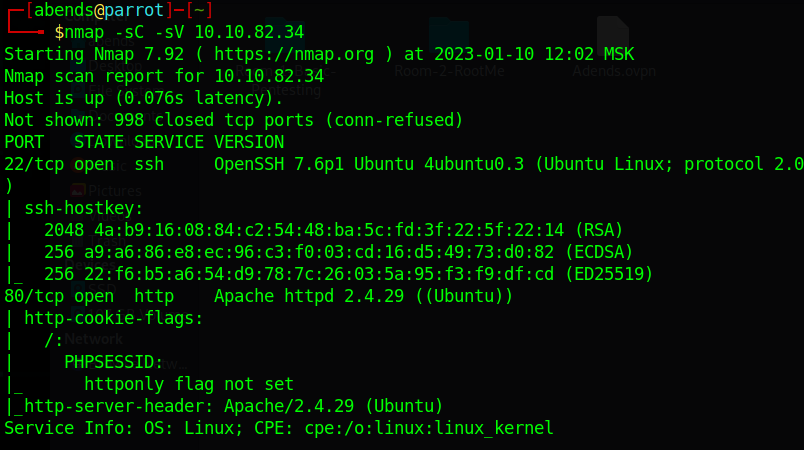 ┌─[abends@parrot]─[~]
└──╼ $nmap -sC -sV 10.10.82.34
Starting Nmap 7.92 ( https://nmap.org ) at 2023-01-10 12:02 MSK
Nmap scan report for 10.10.82.34
Host is up (0.076s latency).
Not shown: 998 closed tcp ports (conn-refused)
PORT   STATE SERVICE VERSION
22/tcp open  ssh     OpenSSH 7.6p1 Ubuntu 4ubuntu0.3 (Ubuntu Linux; protocol 2.0
)
| ssh-hostkey:
|   2048 4a:b9:16:08:84:c2:54:48:ba:5c:fd:3f:22:5f:22:14 (RSA)
|   256 a9:a6:86:e8:ec:96:c3:f0:03:cd:16:d5:49:73:d0:82 (ECDSA)
|_  256 22:f6:b5:a6:54:d9:78:7c:26:03:5a:95:f3:f9:df:cd (ED25519)
80/tcp open  http    Apache httpd 2.4.29 ((Ubuntu))
| http-cookie-flags:
|   /:
|     PHPSESSID:
|_      httponly flag not set
|_http-server-header: Apache/2.4.29 (Ubuntu)
Service Info: OS: Linux; CPE: cpe:/o:linux:linux_kernel
Room-2-RootMe
Adends.ovpn
Pictures
Network